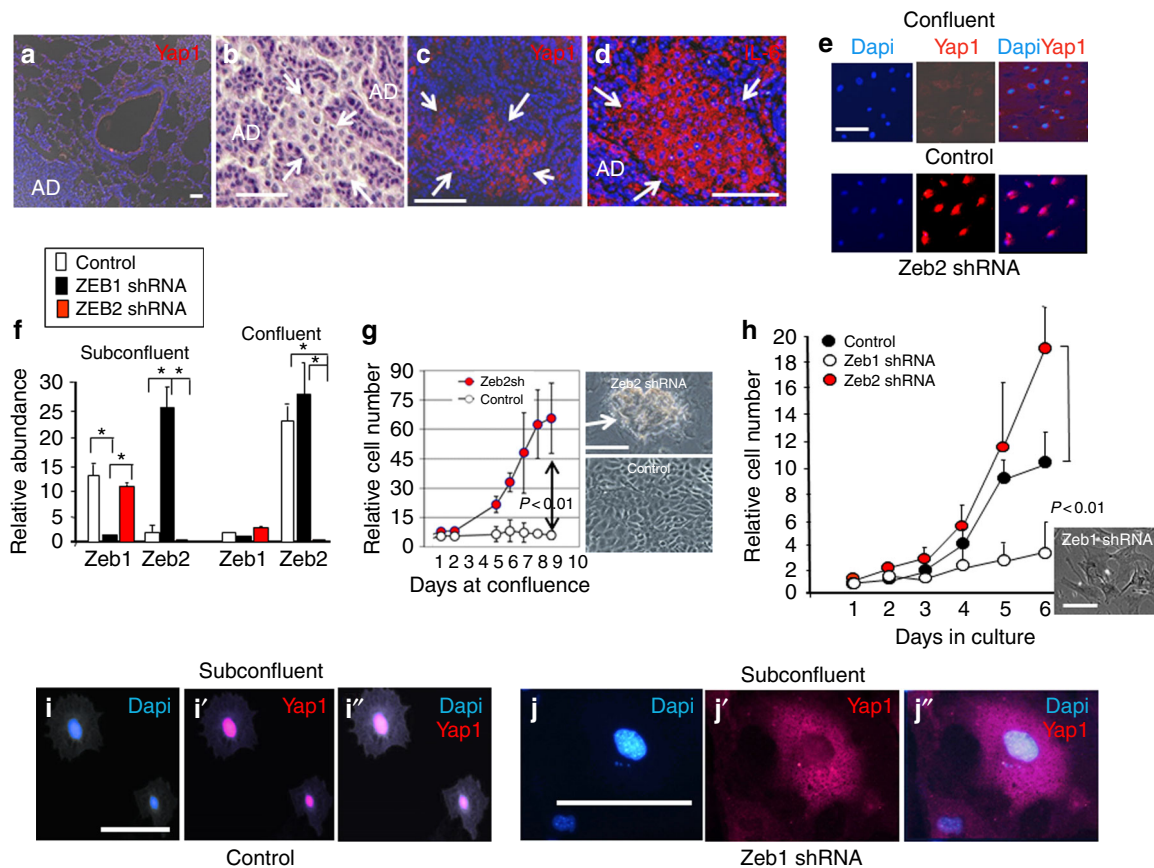 a
Yap1
AD
b
AD
AD
c
Yap1
d
IL
AD
Confluent
e
Dapi
Yap1
DapiYap1
Control
Zeb2 shRNA
Control
ZEB1 shRNA
ZEB2 shRNA
f
Subconfluent
Confluent
* * * * * *
Relative abundance
30
25
20
15
10
5
0
Zeb1 Zeb2 Zeb1 Zeb2
g
Relative cell number
90
75
60
45
30
15
0
Zeb2sh
Control
P < 0.01
1 2 3 4 5 6 7 8 9 10
Days at confluence
Zeb2 shRNA
Control
h
Relative cell number
20
18
16
14
12
10
8
6
4
2
0
Control
Zeb1 shRNA
Zeb2 shRNA
P < 0.01
Zeb1 shRNA
1 2 3 4 5 6
Days in culture
Subconfluent
i
Dapi
i′
Yap1
i″
Dapi
Yap1
Control
Subconfluent
j
Dapi
j′
Yap1
j″
Dapi
Yap1
Zeb1 shRNA